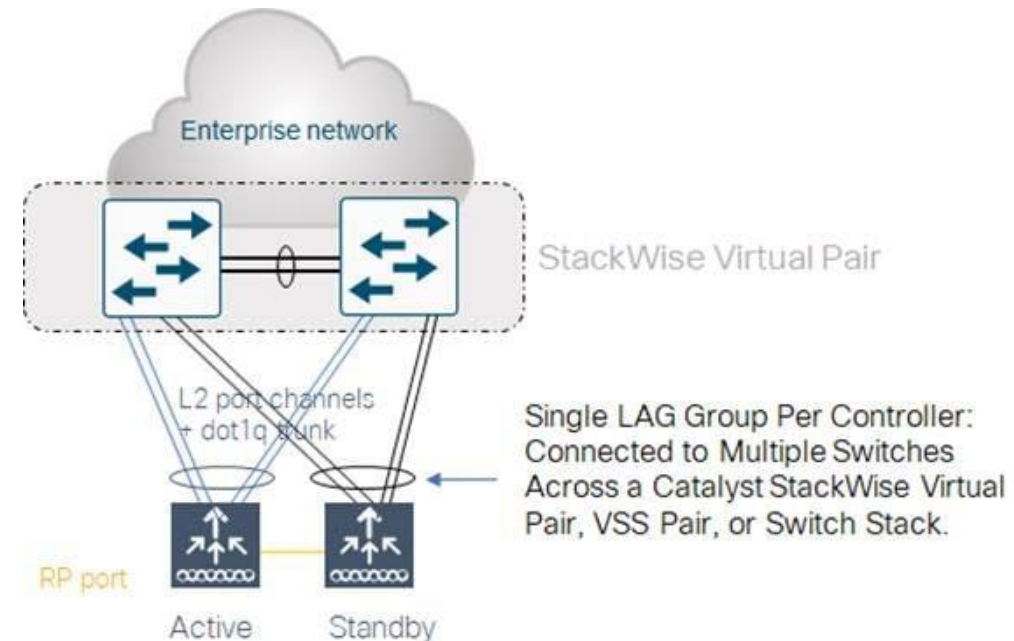 Enterprise network
StackWise Virtual Pair
L2 port channels
+ dot1q trunk
Single LAG Group Per Controller:
Connected to Multiple Switches
Across a Catalyst StackWise Virtual
Pair, VSS Pair, or Switch Stack.
RP port
Active
Standby